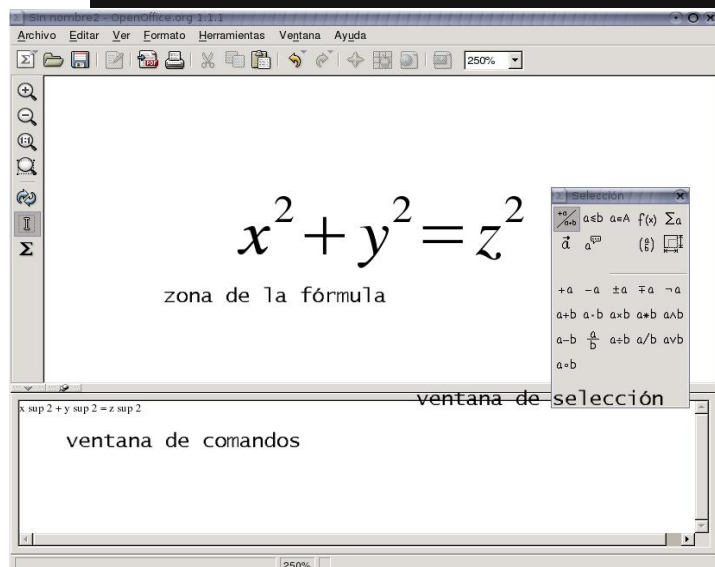 Sin nombre2 - OpenOffice.org 1.1.1
Archivo Editar Ver Formato Herramientas Ventana Ayuda
250%
x² + y² = z²
zona de la fórmula
Selección
+a/a+b a≤b a∈A f(x) Σa
+a -a ±a ∓a ¬a
a+b a·b a×b a*b a∧b
a-b a/b a÷b a/b a∨b
a∘b
ventana de selección
x sup 2 + y sup 2 = z sup 2
ventana de comandos
250%